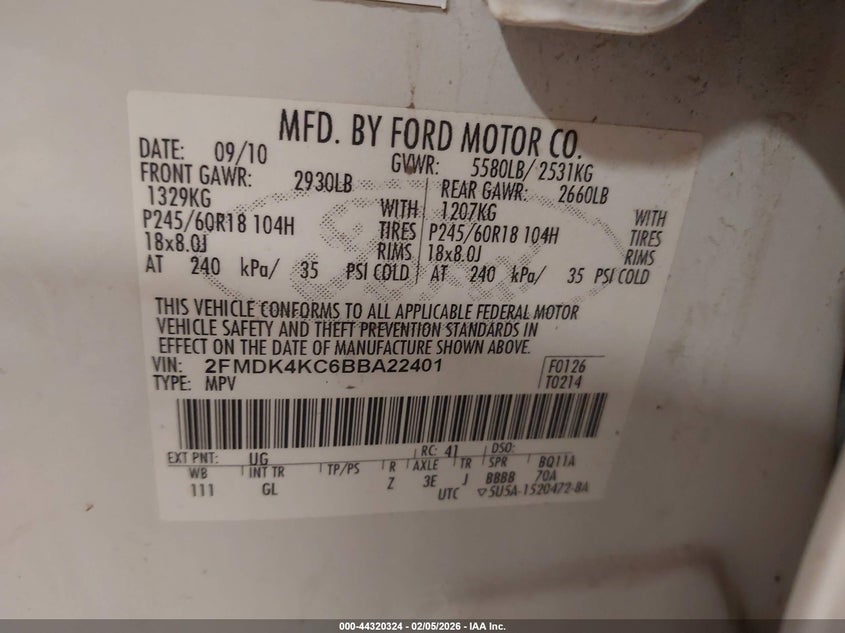 MFD. BY FORD MOTOR CO.
DATE: 09/10 GVWR: 5580LB/ 2531KG
FRONT GAWR: 2930LB REAR GAWR: 2660LB
1329KG WITH 1207KG WITH
P245/60R18 104H TIRES P245/60R18 104H TIRES
18x8.0J RIMS 18x8.0J RIMS
AT 240 kPa/ 35 PSI COLD AT 240 kPa/ 35 PSI COLD
THIS VEHICLE CONFORMS TO ALL APPLICABLE FEDERAL MOTOR
VEHICLE SAFETY AND THEFT PREVENTION STANDARDS IN
EFFECT ON THE DATE OF MANUFACTURE SHOWN ABOVE.
VIN: 2FMDK4KC6BBA22401 F0126
TYPE: MPV T0214
EXT PNT: UG RC: 41 DSO:
WB INT TR TP/PS R AXLE TR SPR BQ11A
111 GL Z 3E J BBBB 70A
UTC ▽5U5A-1520472-BA
000-44320324 - 02/05/2026 - IAA Inc.